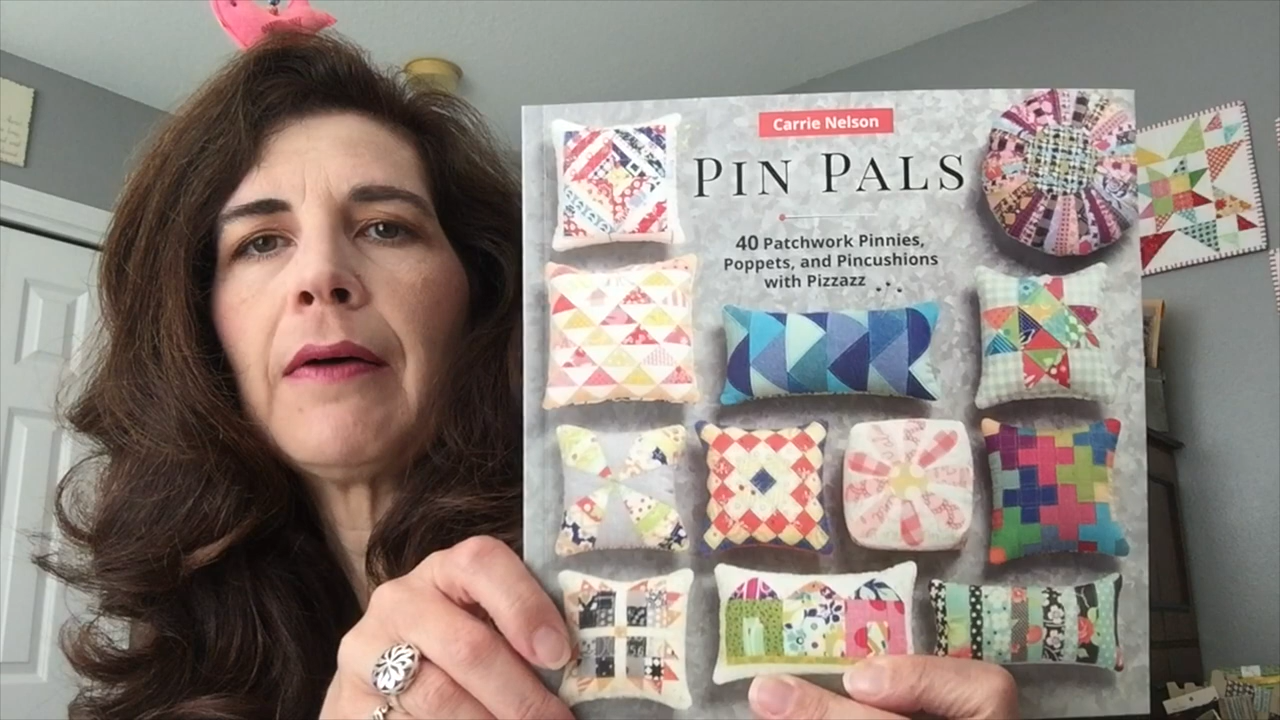 Carrie Nelson
PIN PALS
40 Patchwork Pinnies,
Poppets, and Pincushions
with Pizzazz...